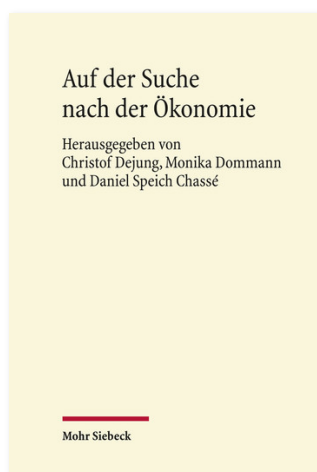 Auf der Suche
nach der Ökonomie
Herausgegeben von
Christof Dejung, Monika Dommann
und Daniel Speich Chassé
Mohr Siebeck